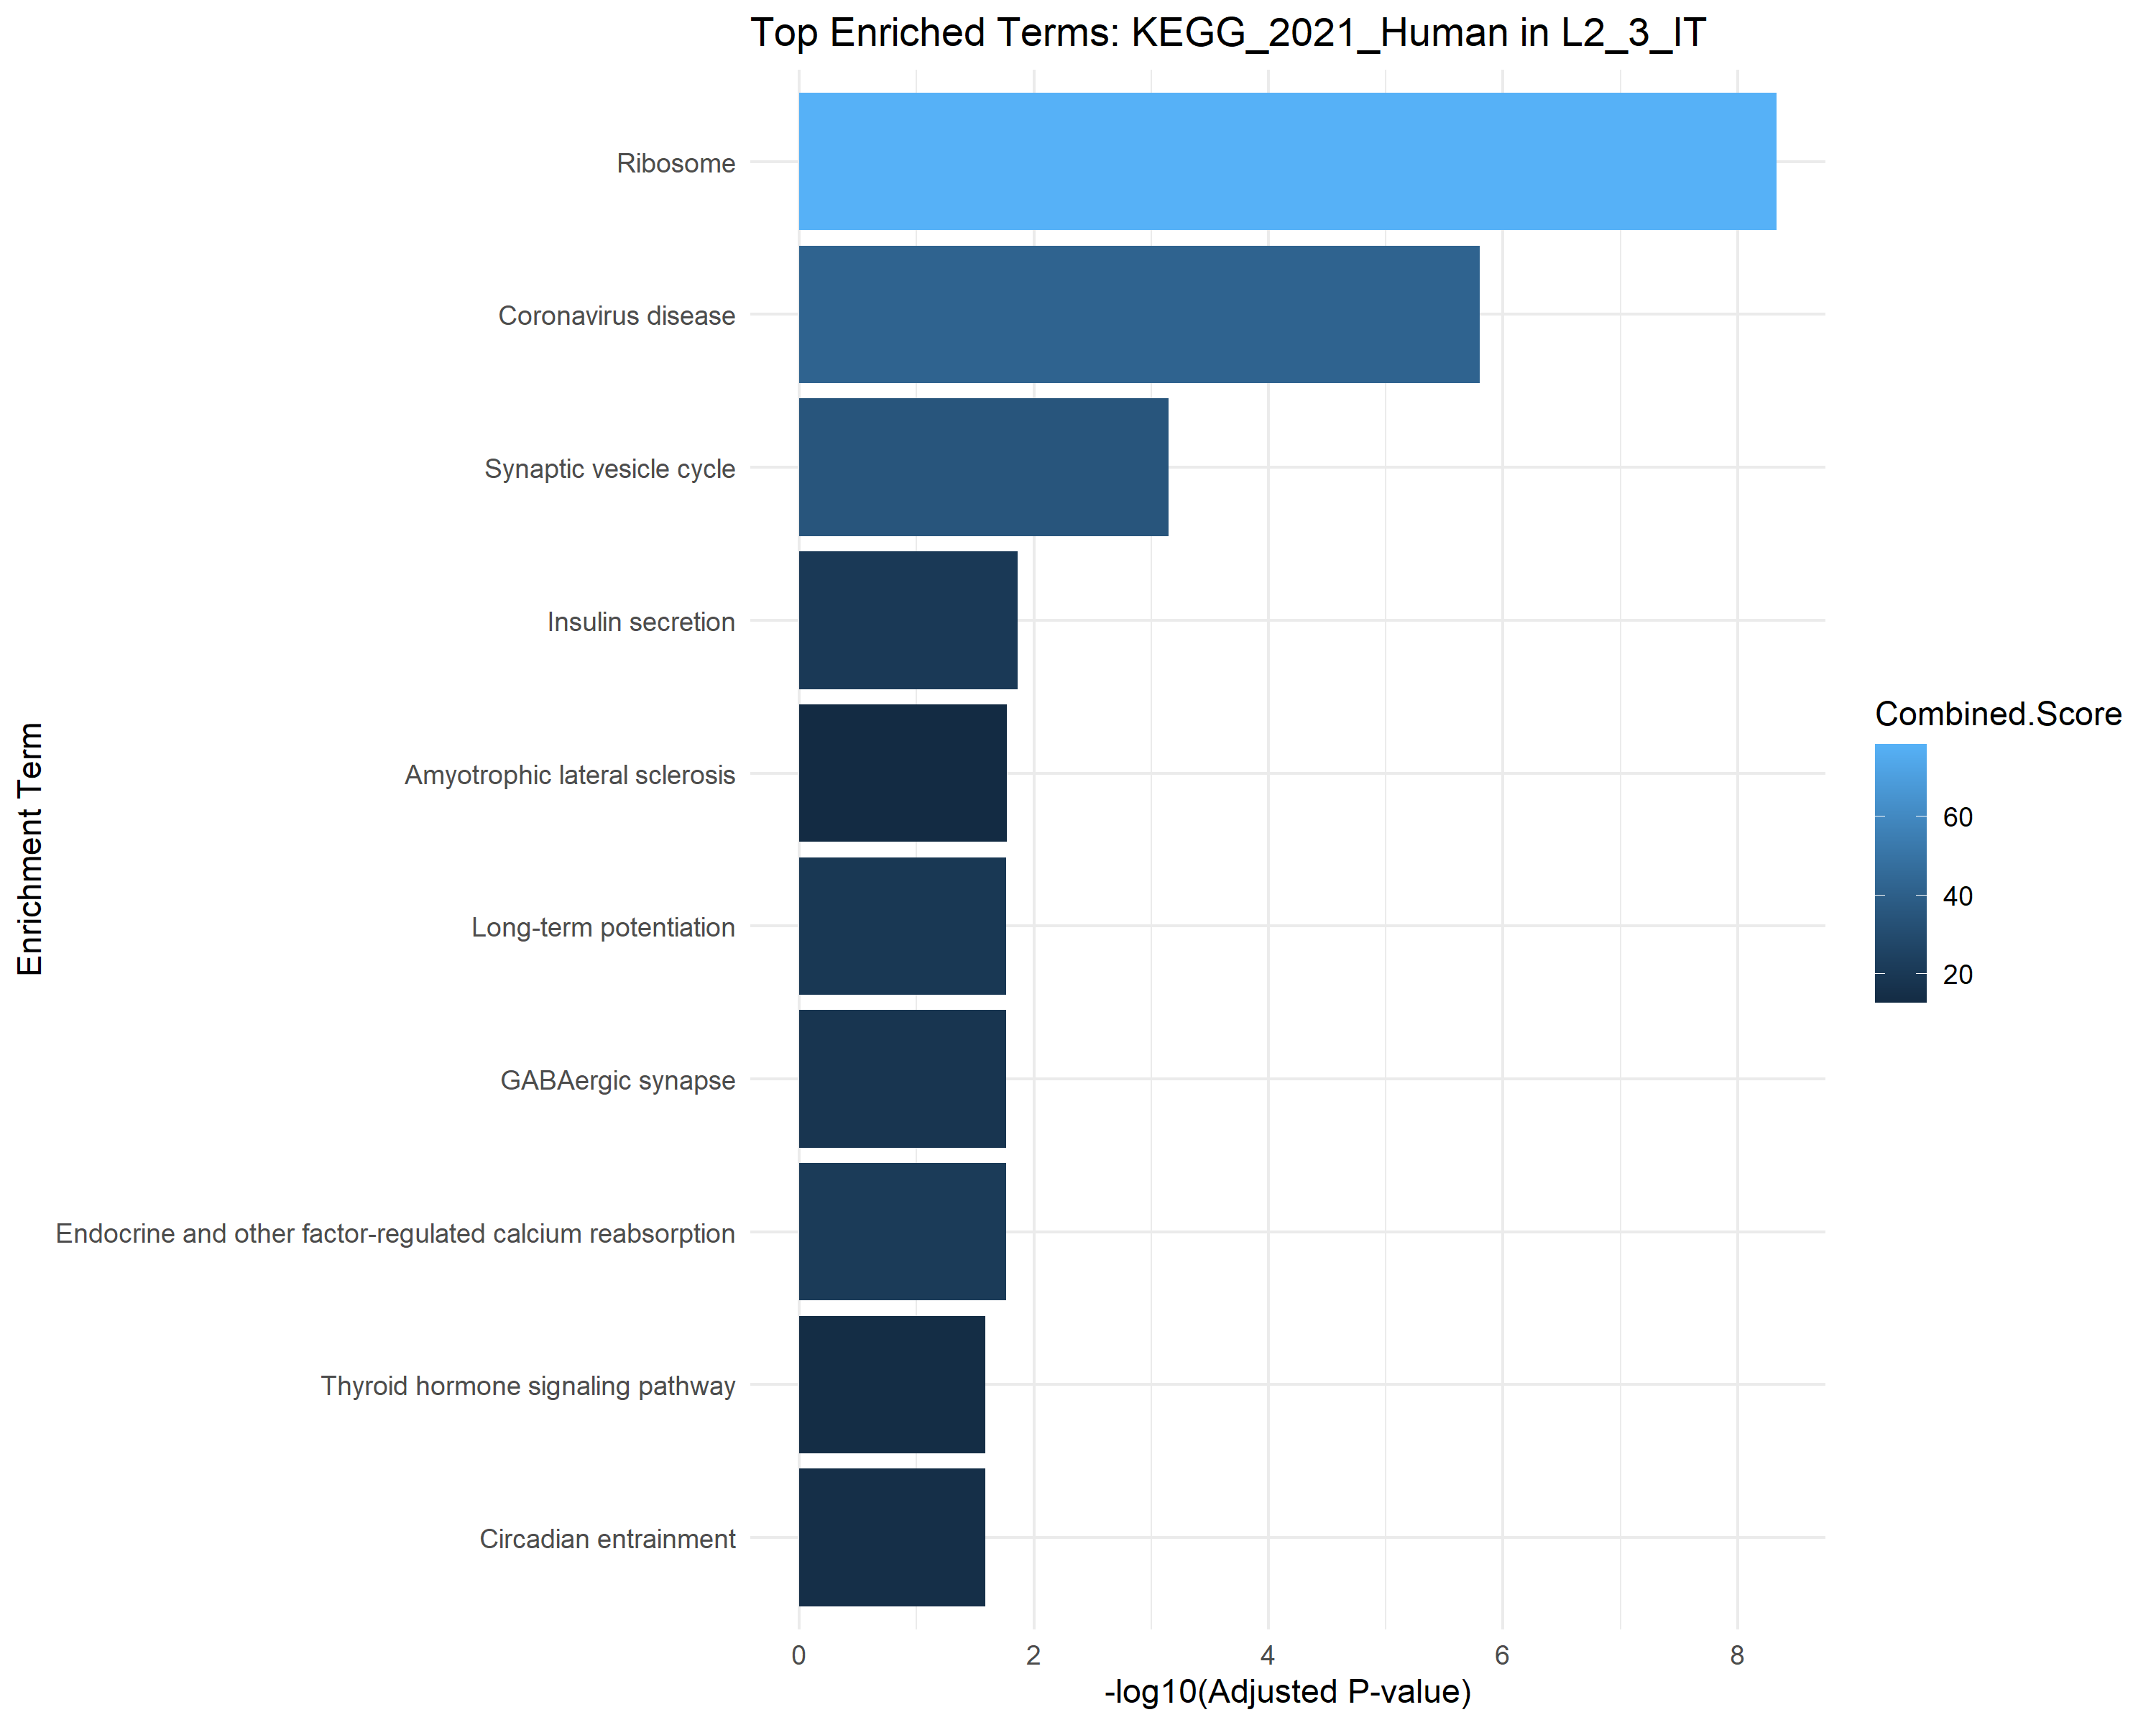 Top Enriched Terms: KEGG_2021_Human in L2_3_IT
Enrichment Term
Ribosome
Coronavirus disease
Synaptic vesicle cycle
Insulin secretion
Amyotrophic lateral sclerosis
Long-term potentiation
GABAergic synapse
Endocrine and other factor-regulated calcium reabsorption
Thyroid hormone signaling pathway
Circadian entrainment
0 2 4 6 8
-log10(Adjusted P-value)
Combined.Score
60
40
20